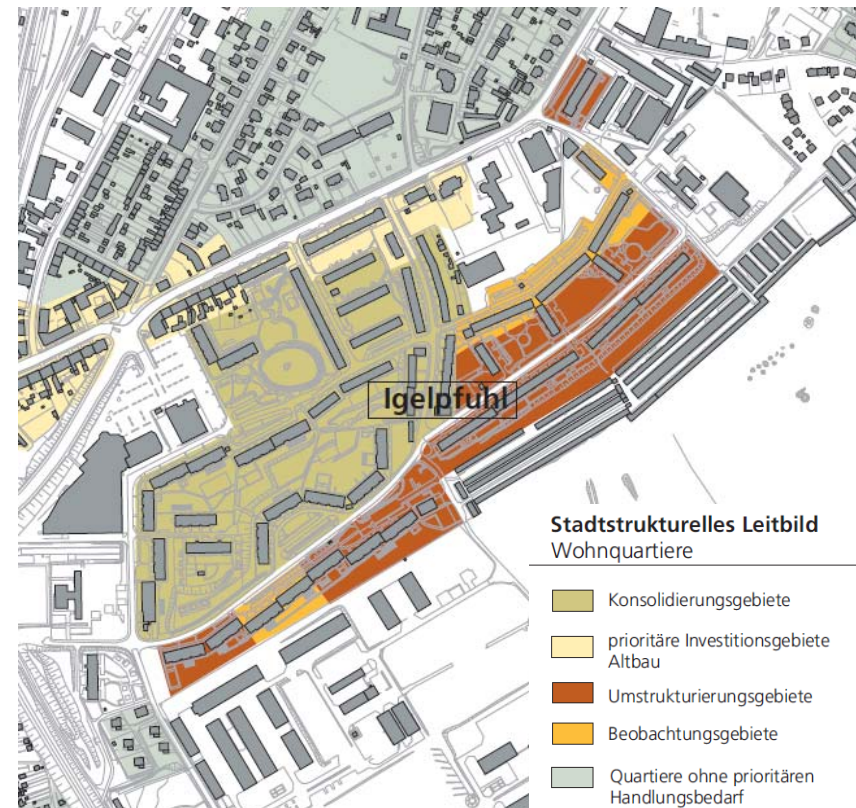 Igelpfuhl
Stadtstrukturelles Leitbild
Wohnquartiere
Konsolidierungsgebiete
prioritäre Investitionsgebiete
Altbau
Umstrukturierungsgebiete
Beobachtungsgebiete
Quartiere ohne prioritären
Handlungsbedarf